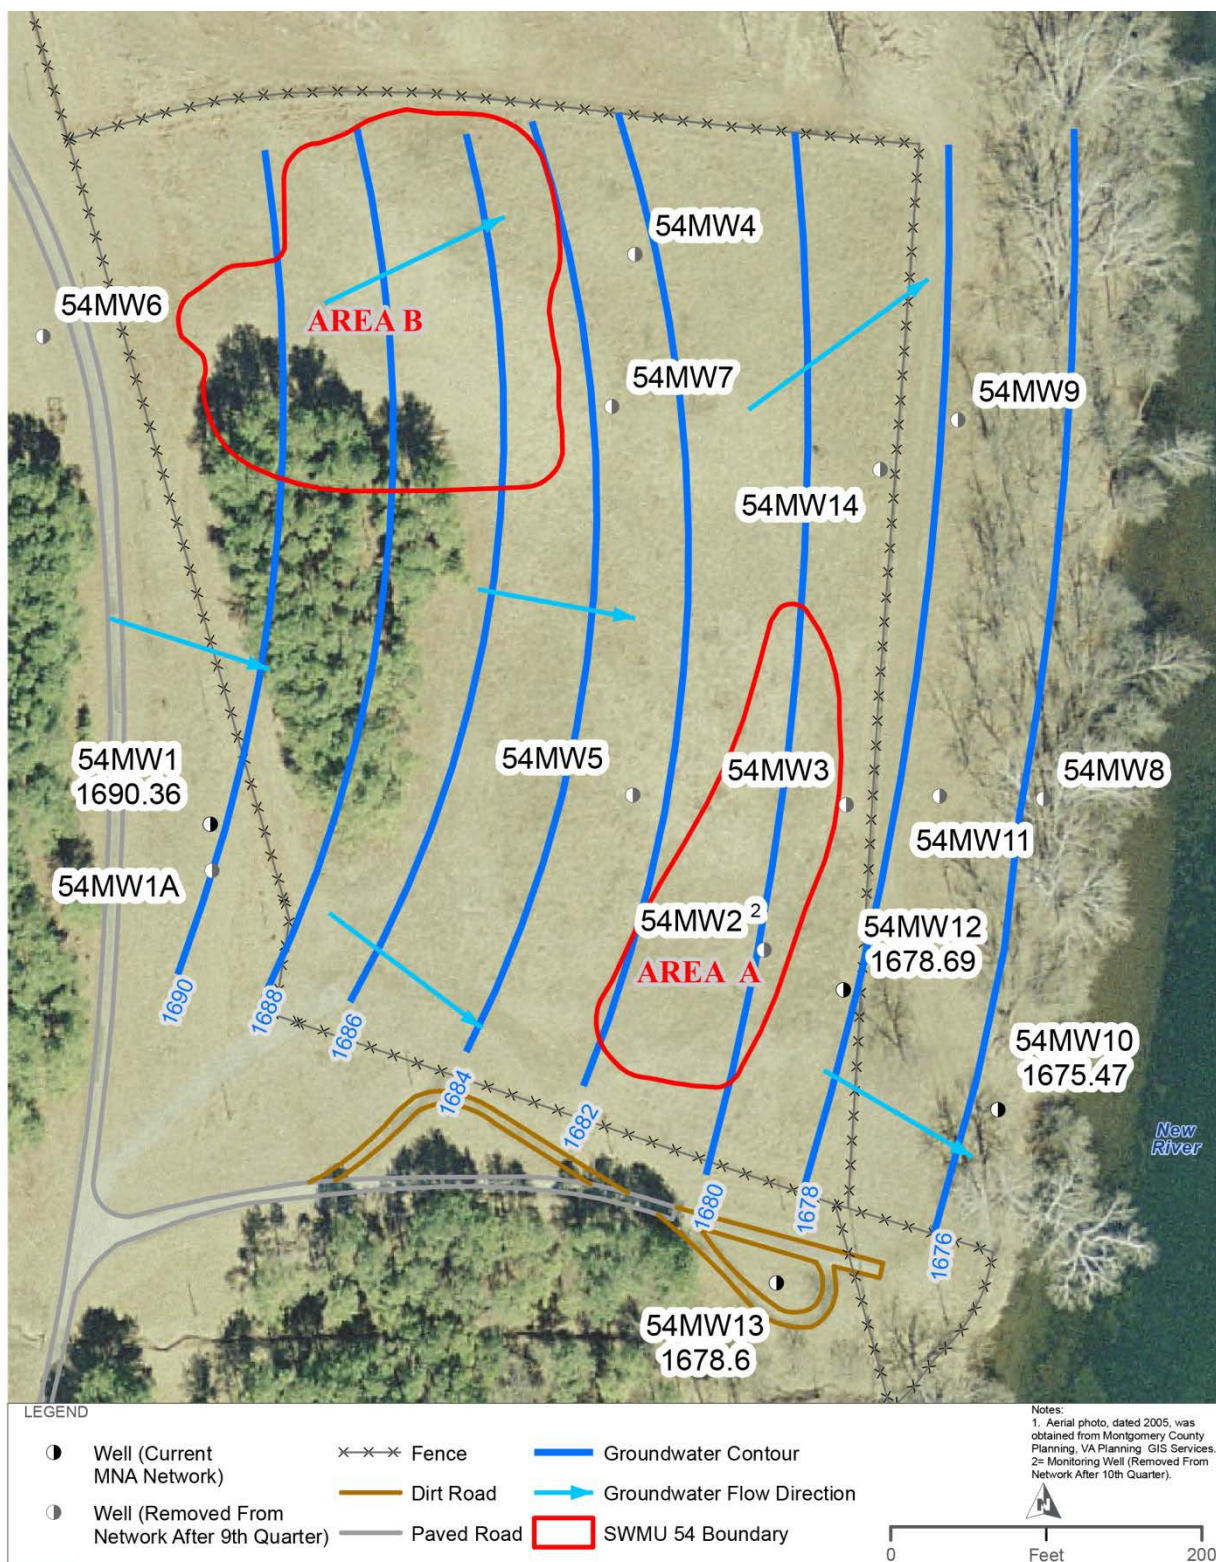 54MW4
54MW6
AREA B
54MW7
54MW9
54MW14
54MW1
1690.36
54MW5
54MW3
54MW8
54MW11
54MW1A
54MW2 2
54MW12
1678.69
AREA A
1690
1688
1686
1684
1682
1680
1678
1676
54MW10
1675.47
New
River
54MW13
1678.6
LEGEND
Well (Current
MNA Network)
Well (Removed From
Network After 9th Quarter)
Fence
Dirt Road
Paved Road
Groundwater Contour
Groundwater Flow Direction
SWMU 54 Boundary
Notes:
1. Aerial photo, dated 2005, was
obtained from Montgomery County
Planning, VA Planning GIS Services.
2= Monitoring Well (Removed From
Network After 10th Quarter).
N
0 200
Feet